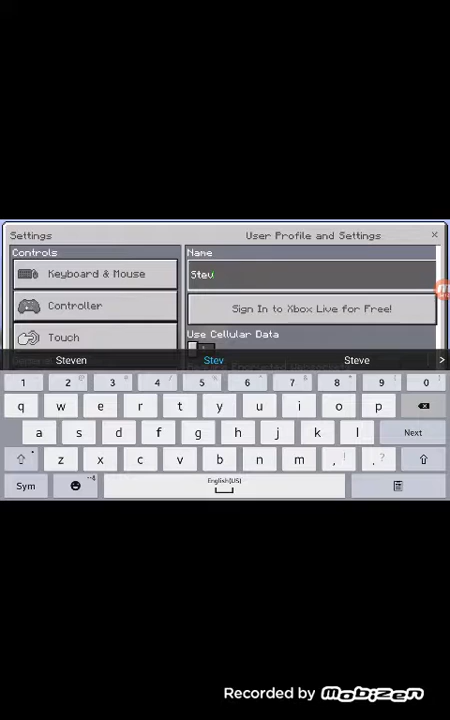 Settings
User Profile and Settings
Controls
Name
Keyboard & Mouse
Stev
Controller
Sign In to Xbox Live for Free!
Touch
Use Cellular Data
Steven Stev Steve >
1 2 3 4 5 6 7 8 9 0
q w e r t y u i o p
a s d f g h j k l Next
z x c v b n m , ! . ?
Sym English(US)
Recorded by Mobizen